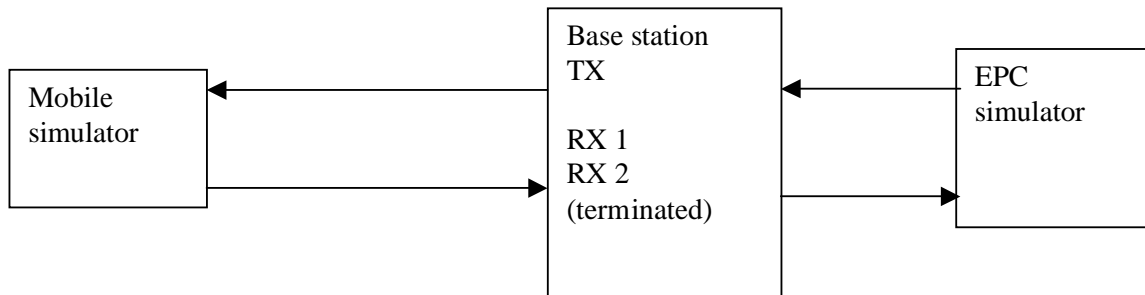 Mobile
simulator
Base station
TX
RX 1
RX 2
(terminated)
EPC
simulator